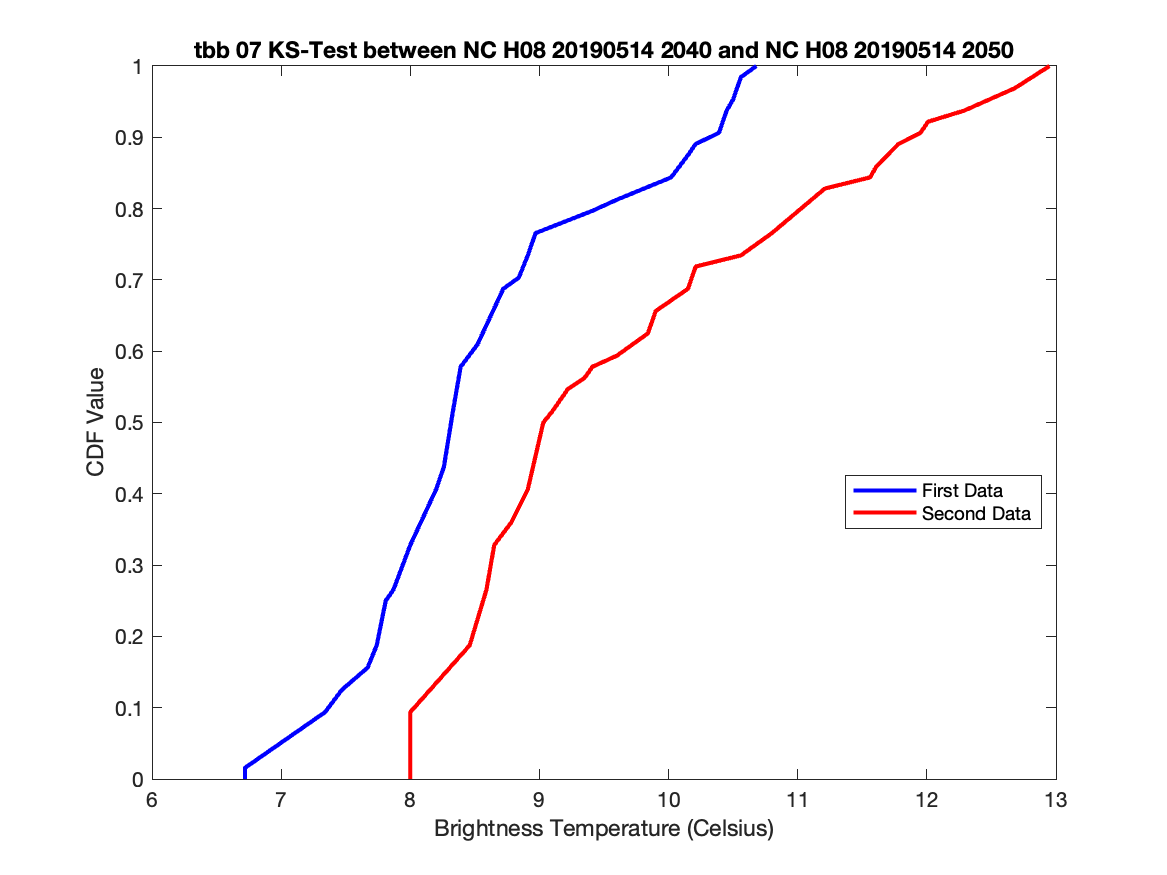 tbb 07 KS-Test between NC H08 20190514 2040 and NC H08 20190514 2050
1
0.9
0.8
0.7
0.6
0.5
0.4
0.3
0.2
0.1
0
CDF Value
First Data
Second Data
6 7 8 9 10 11 12 13
Brightness Temperature (Celsius)